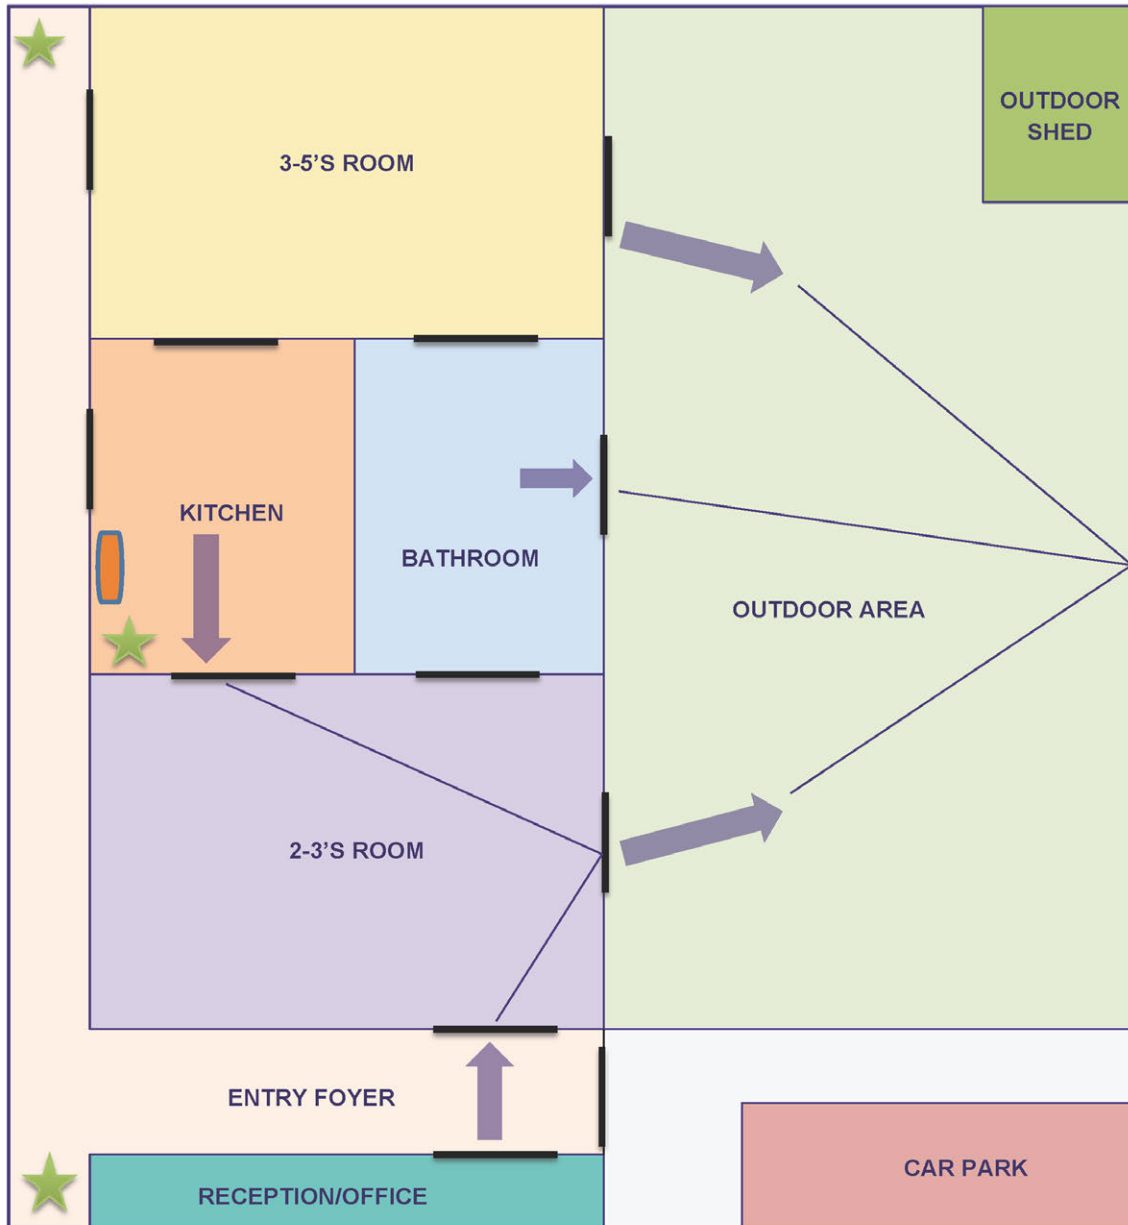 OUTDOOR
SHED
3-5'S ROOM
KITCHEN
BATHROOM
OUTDOOR AREA
2-3'S ROOM
ENTRY FOYER
CAR PARK
RECEPTION/OFFICE